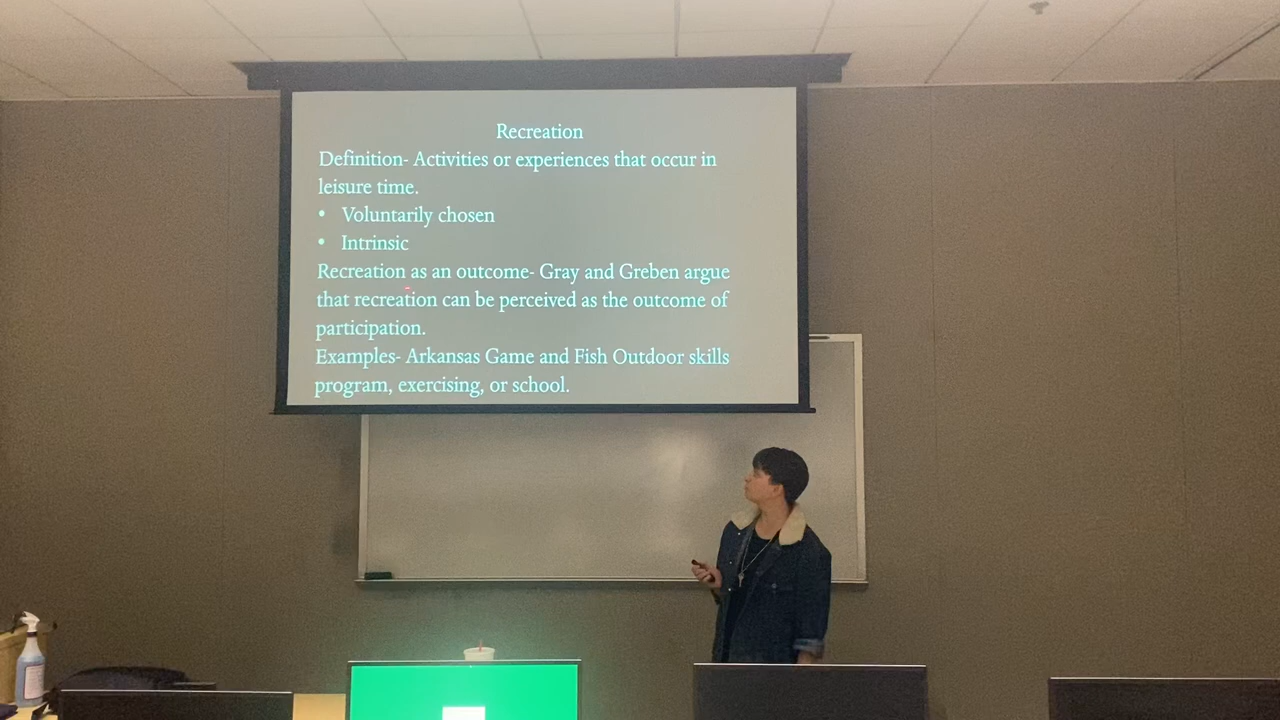 Recreation
Definition- Activities or experiences that occur in
leisure time.
• Voluntarily chosen
• Intrinsic
Recreation as an outcome- Gray and Greben argue
that recreation can be perceived as the outcome of
participation.
Examples- Arkansas Game and Fish Outdoor skills
program, exercising, or school.